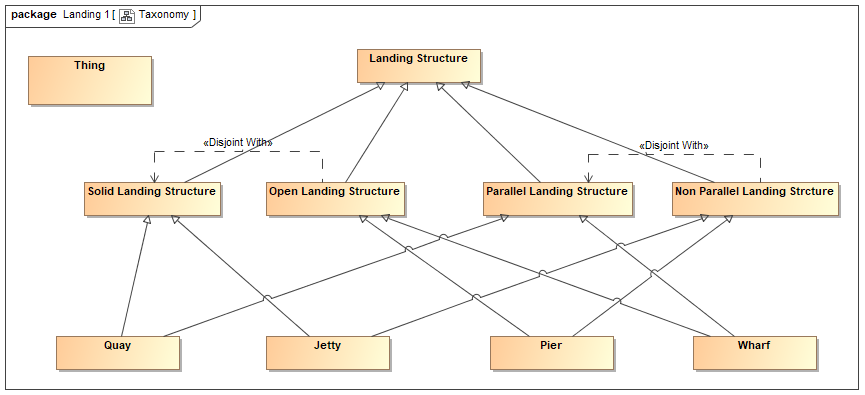 package Landing 1 [ Taxonomy ]
Landing Structure
Thing
«Disjoint With»
«Disjoint With»
Solid Landing Structure
Open Landing Structure
Parallel Landing Structure
Non Parallel Landing Strcture
Quay
Jetty
Pier
Wharf